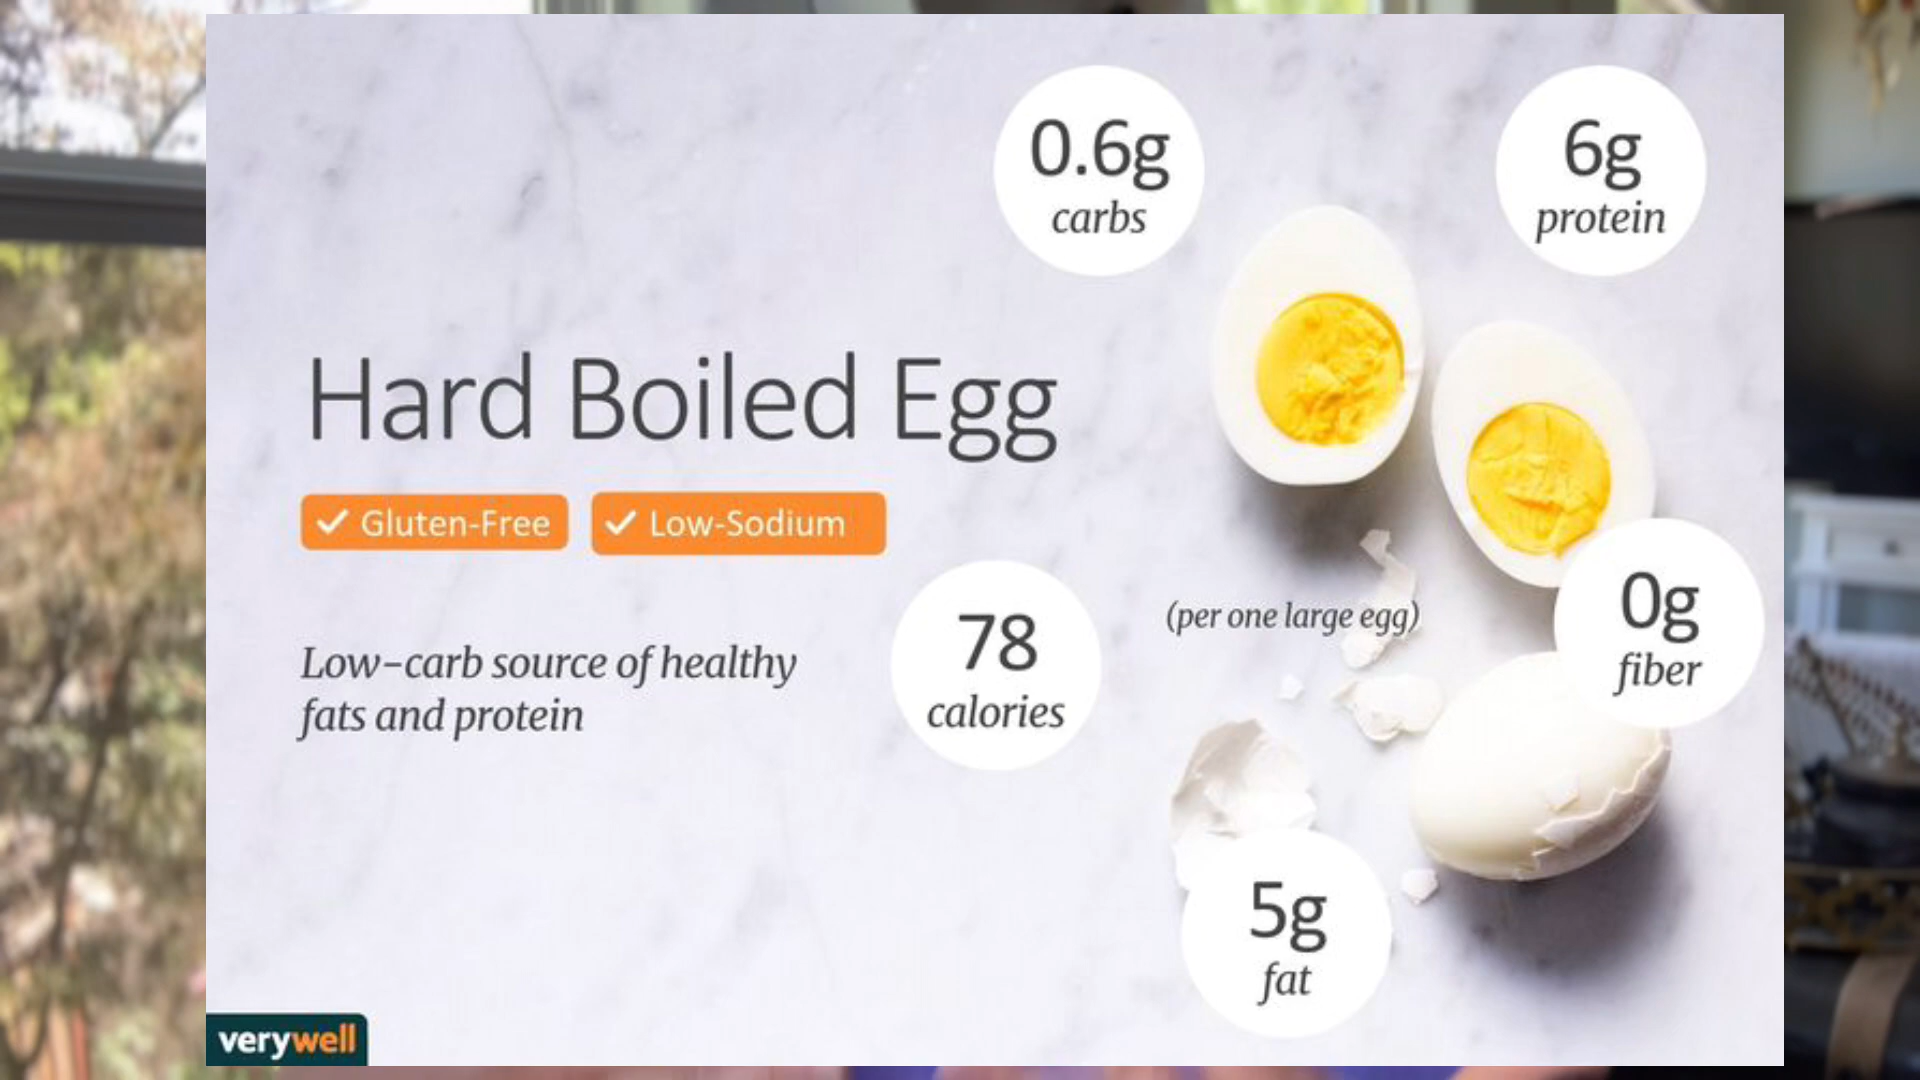 0.6g
carbs
6g
protein
Hard Boiled Egg
Gluten-Free
Low-Sodium
Low-carb source of healthy
fats and protein
78
calories
(per one large egg)
0g
fiber
5g
fat
verywell